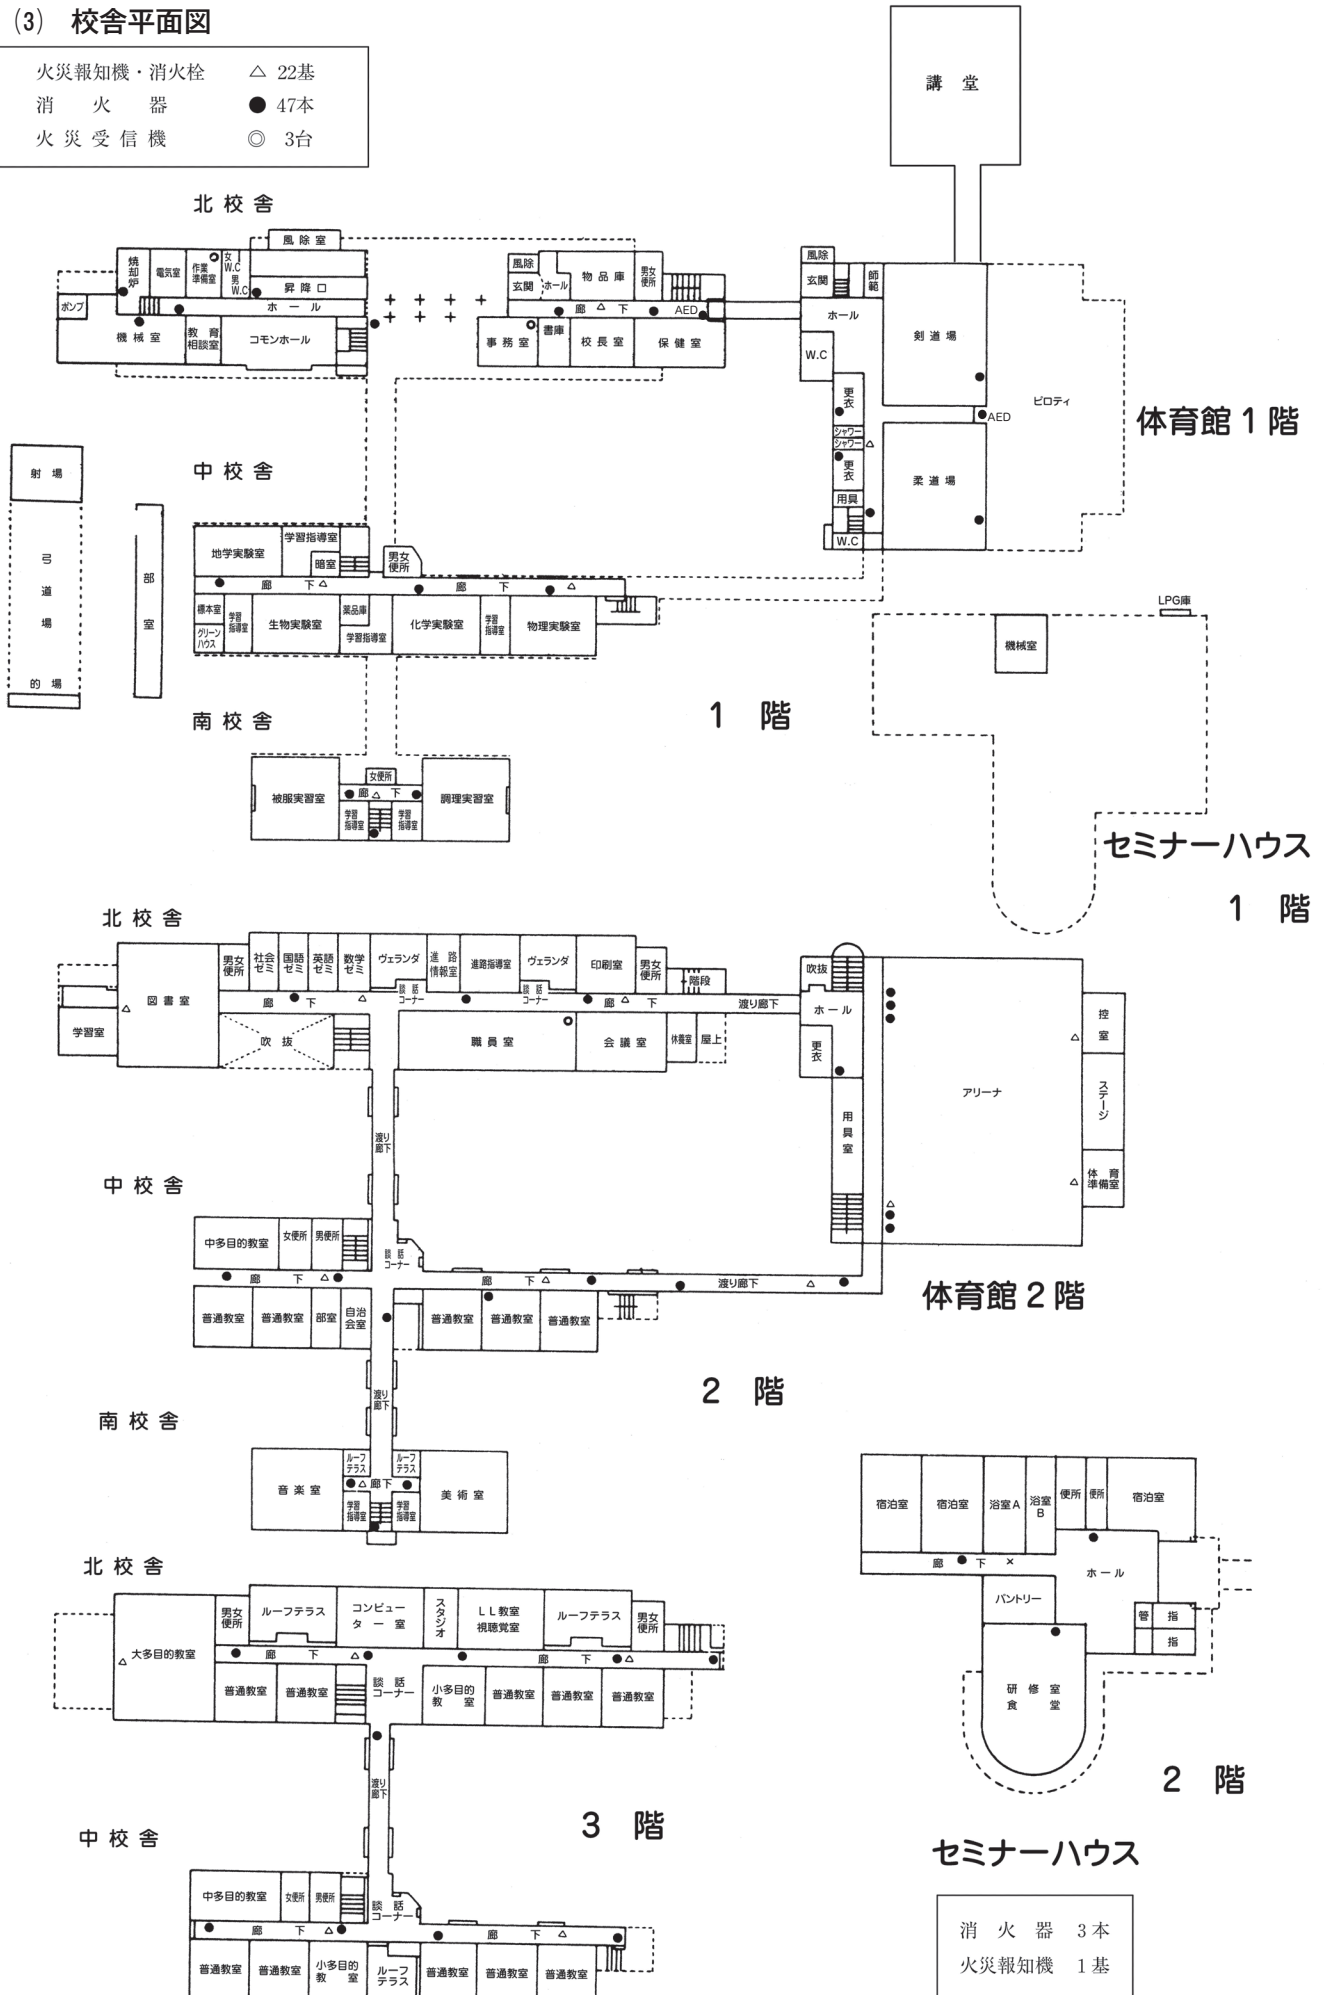 (3) 校舎平面図
火災報知機・消火栓 △ 22基
消火器 ● 47本
火災受信機 ◎ 3台
講堂
北校舎
風除室
焼却炉
電気室
作業準備室
女W.C
男W.C
昇降口
ポンプ
ホール
機械室
教育相談室
コモンホール
風除
玄関
ホール
物品庫
男女便所
廊下
AED
事務室
書庫
校長室
保健室
風除
玄関
師範
ホール
W.C
剣道場
更衣
シャワー
シャワー
更衣
用具
W.C
AED
ピロティ
柔道場
体育館1階
射場
弓道場
的場
部室
中校舎
地学実験室
学習指導室
暗室
男女便所
廊下
廊下
標本室
グリーンハウス
学習指導室
生物実験室
薬品庫
学習指導室
化学実験室
学習指導室
物理実験室
LPG庫
機械室
南校舎
1階
女便所
被服実習室
廊下
調理実習室
学習指導室
学習指導室
セミナーハウス
1階
北校舎
男女便所
社会ゼミ
国語ゼミ
英語ゼミ
数学ゼミ
ヴェランダ
進路情報室
進路指導室
ヴェランダ
印刷室
男女便所
階段
図書室
廊下
談話コーナー
談話コーナー
廊下
渡り廊下
学習室
吹抜
職員室
会議室
休養室
屋上
吹抜
ホール
更衣
控室
アリーナ
ステージ
用具室
体育準備室
渡り廊下
中校舎
中多目的教室
女便所
男便所
談話コーナー
廊下
廊下
渡り廊下
普通教室
普通教室
部室
自治会室
普通教室
普通教室
普通教室
体育館2階
渡り廊下
2階
南校舎
ルーフテラス
ルーフテラス
音楽室
廊下
美術室
学習指導室
学習指導室
宿泊室
宿泊室
浴室A
浴室B
便所
便所
宿泊室
廊下
ホール
パントリー
管
指
指
研修室
食堂
2階
セミナーハウス
消火器 3本
火災報知機 1基
北校舎
男女便所
ルーフテラス
コンピューター室
スタジオ
LL教室
視聴覚室
ルーフテラス
男女便所
大多目的教室
廊下
廊下
普通教室
普通教室
談話コーナー
小多目的教室
普通教室
普通教室
普通教室
渡り廊下
3階
中校舎
中多目的教室
女便所
男便所
談話コーナー
廊下
廊下
普通教室
普通教室
小多目的教室
ルーフテラス
普通教室
普通教室
普通教室